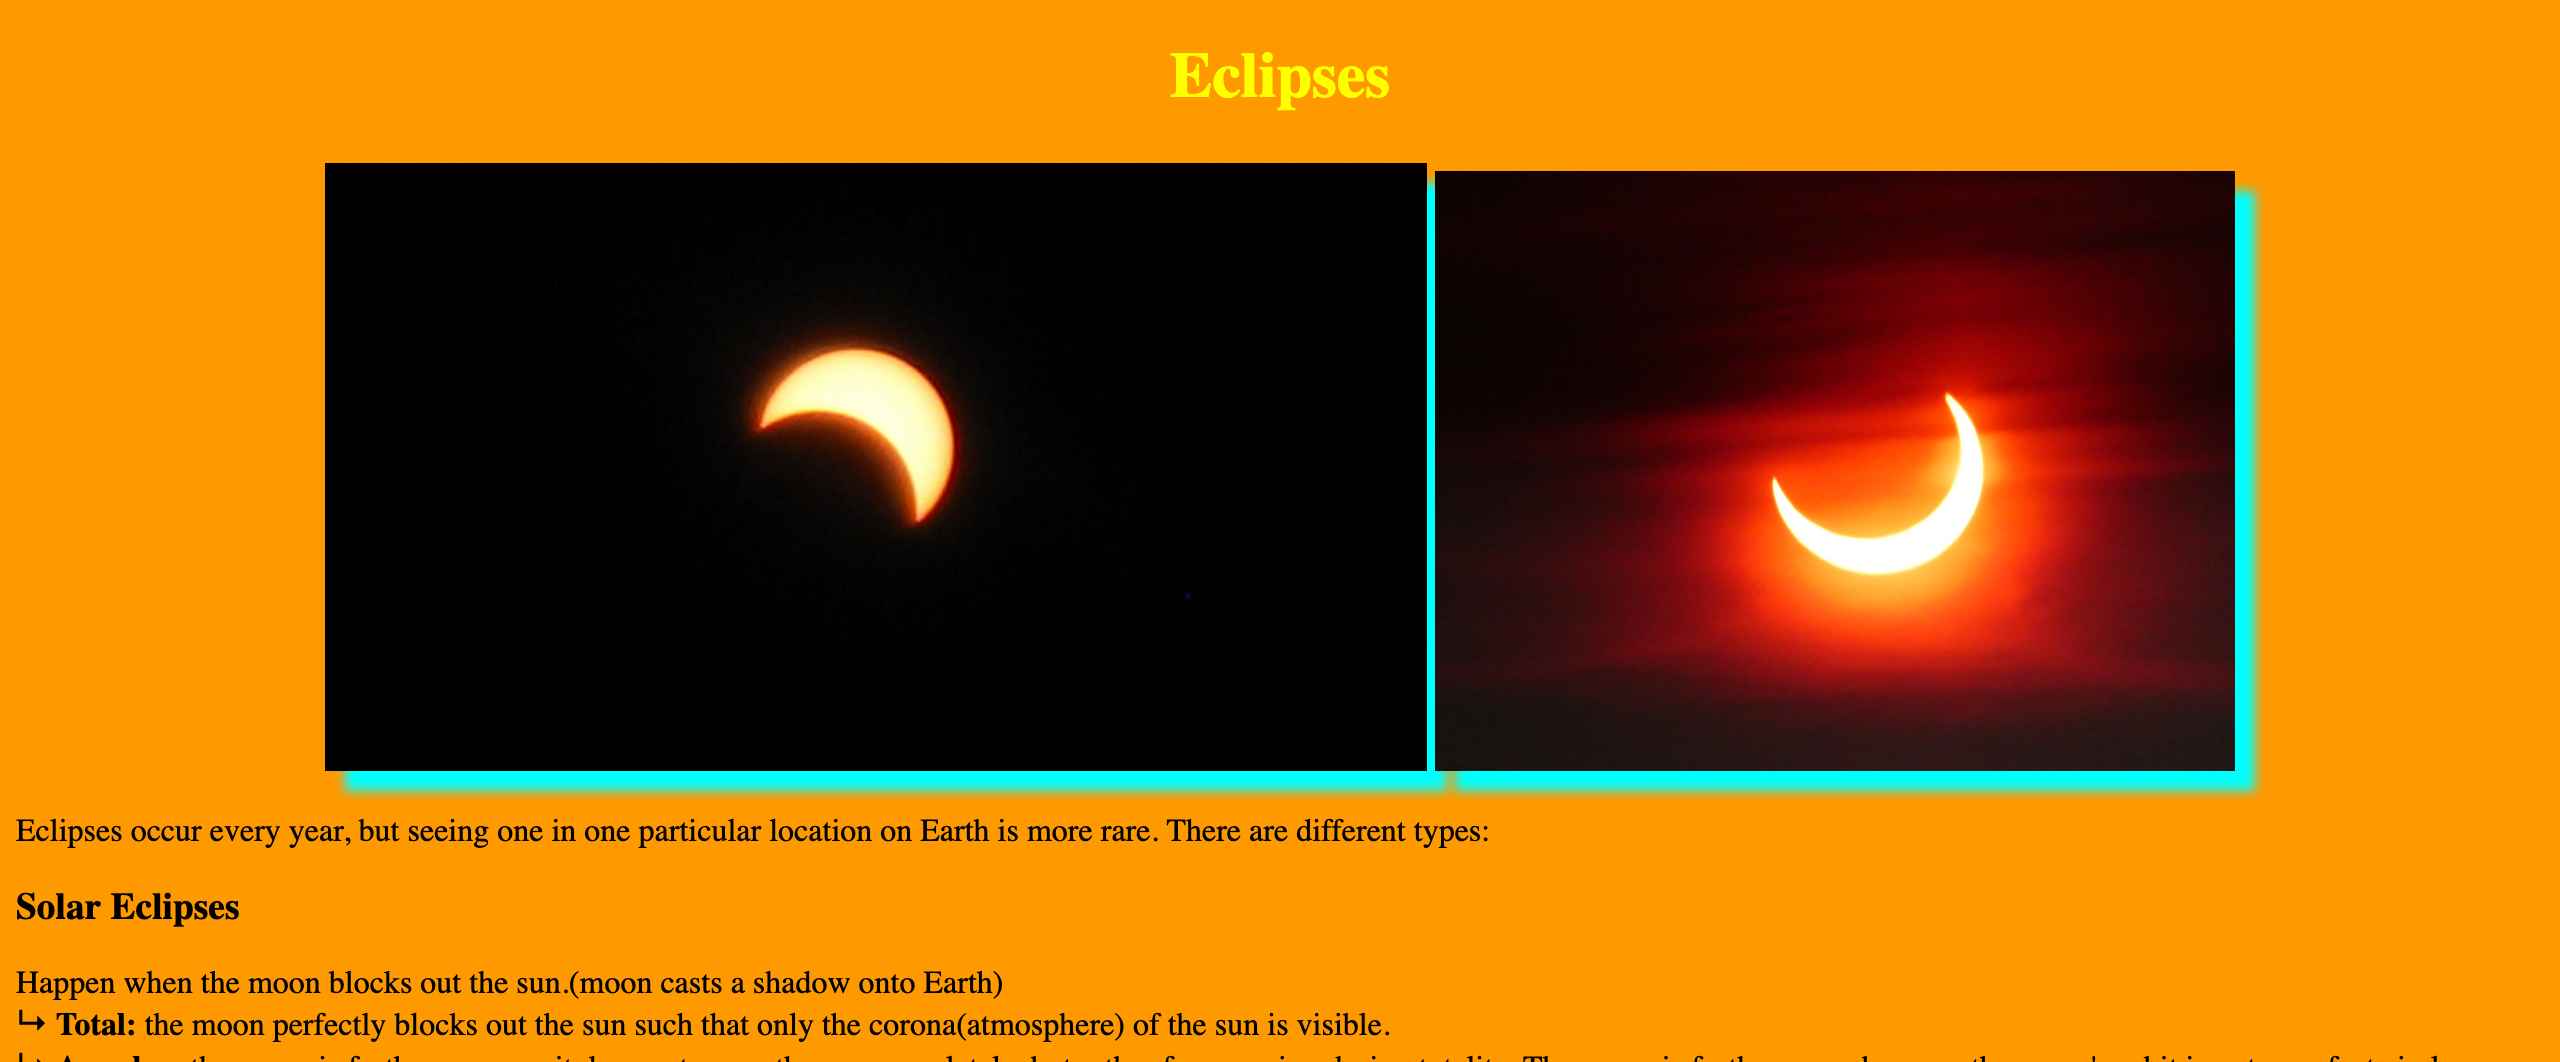 Eclipses
Eclipses occur every year, but seeing one in one particular location on Earth is more rare. There are different types:
Solar Eclipses
Happen when the moon blocks out the sun.(moon casts a shadow onto Earth)
↳ Total: the moon perfectly blocks out the sun such that only the corona(atmosphere) of the sun is visible.